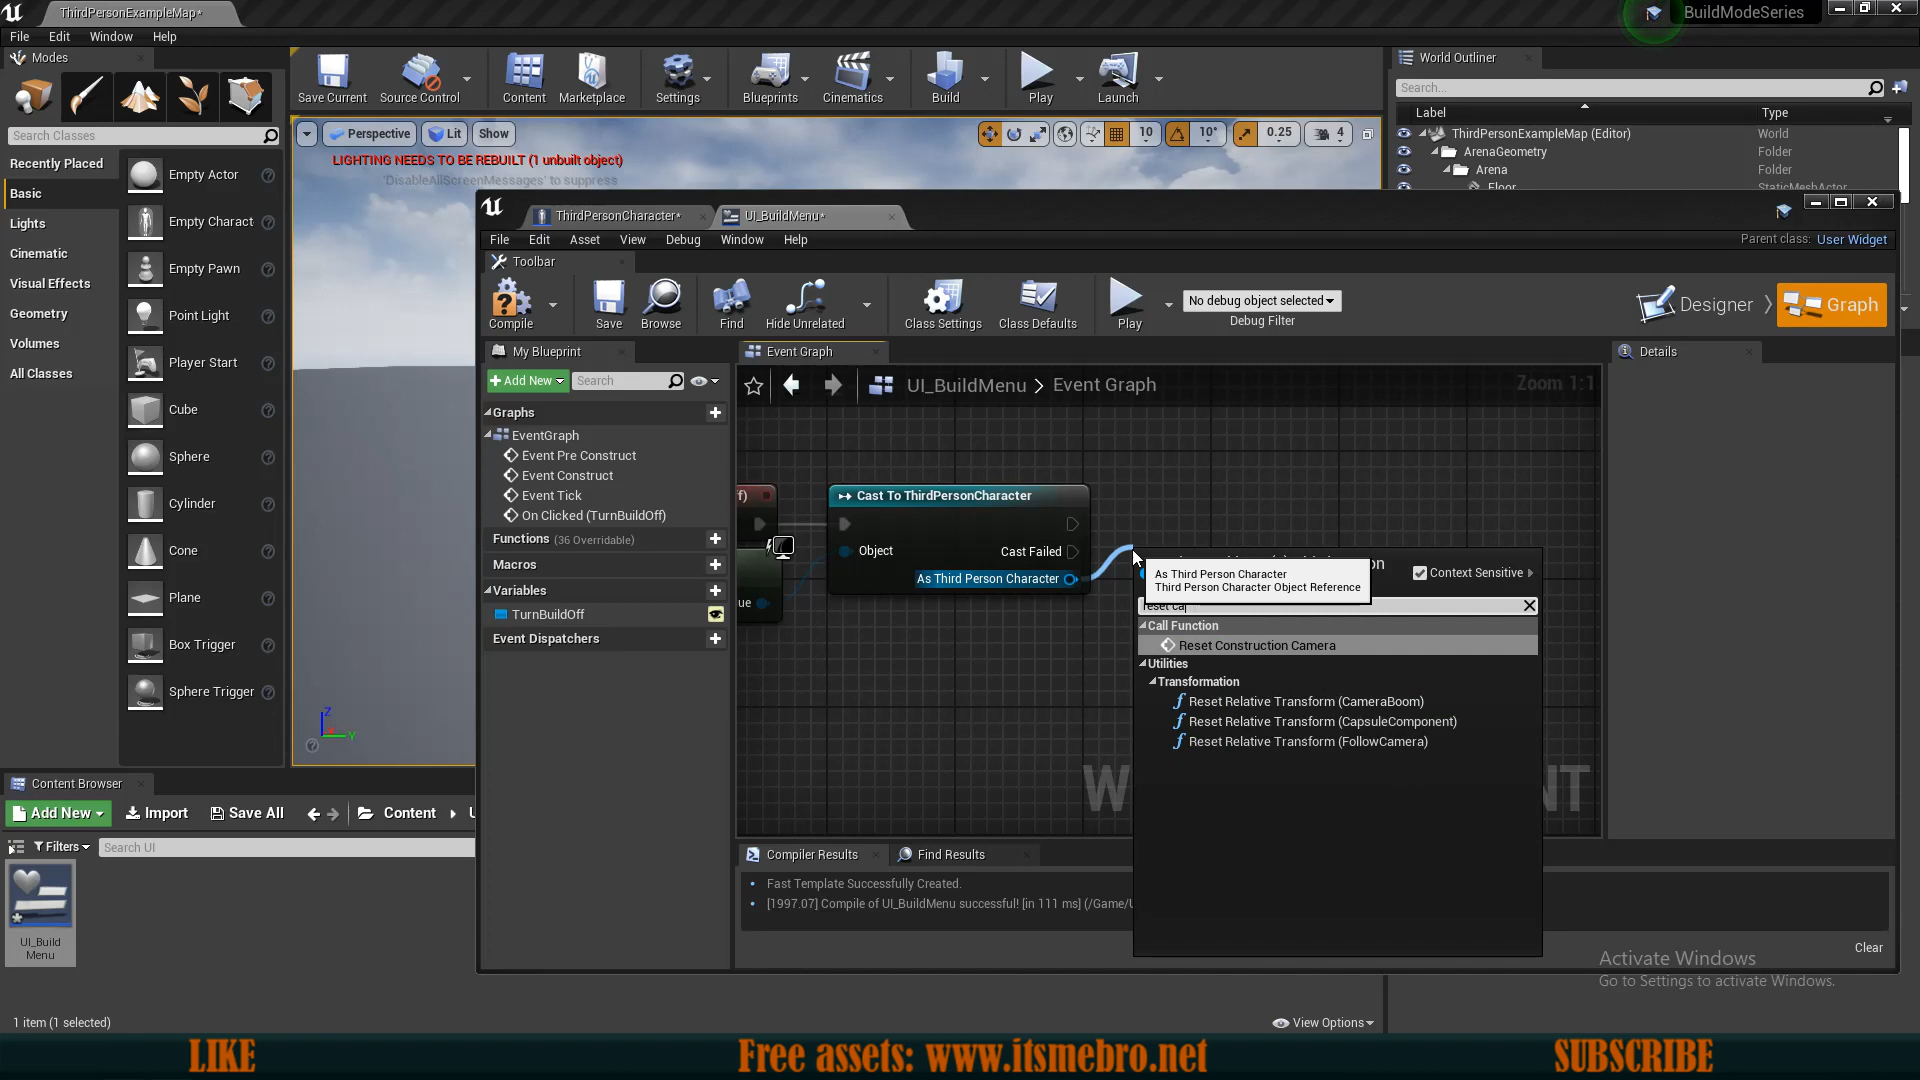 ThirdPersonExampleMap*
BuildModeSeries
File Edit Window Help
Modes
Save Current
Source Control
Content
Marketplace
Settings
Blueprints
Cinematics
Build
Play
Launch
World Outliner
Search...
Label Type
ThirdPersonExampleMap (Editor) World
ArenaGeometry Folder
Arena Folder
Floor StaticMeshActor
Search Classes
Recently Placed
Basic
Lights
Cinematic
Visual Effects
Geometry
Volumes
All Classes
Empty Actor
Empty Charact
Empty Pawn
Point Light
Player Start
Cube
Sphere
Cylinder
Cone
Plane
Box Trigger
Sphere Trigger
Perspective Lit Show
10 10° 0.25 4
LIGHTING NEEDS TO BE REBUILT (1 unbuilt object)
'DisableAllScreenMessages' to suppress
Z
Y
ThirdPersonCharacter*
UI_BuildMenu*
File Edit Asset View Debug Window Help
Parent class: User Widget
Toolbar
Compile
Save
Browse
Find
Hide Unrelated
Class Settings
Class Defaults
Play
No debug object selected
Debug Filter
Designer
Graph
My Blueprint
Add New
Search
Graphs
EventGraph
Event Pre Construct
Event Construct
Event Tick
On Clicked (TurnBuildOff)
Functions (36 Overridable)
Macros
Variables
TurnBuildOff
Event Dispatchers
Event Graph
UI_BuildMenu > Event Graph
Zoom 1:1
Details
f)
ue
Cast To ThirdPersonCharacter
Object
Cast Failed
As Third Person Character
on
Context Sensitive
As Third Person Character
Third Person Character Object Reference
reset ca
Call Function
Reset Construction Camera
Utilities
Transformation
Reset Relative Transform (CameraBoom)
Reset Relative Transform (CapsuleComponent)
Reset Relative Transform (FollowCamera)
W
NT
Compiler Results
Find Results
Fast Template Successfully Created.
[1997.07] Compile of UI_BuildMenu successful! [in 111 ms] (/Game/U
Clear
Activate Windows
Go to Settings to activate Windows.
Content Browser
Add New
Import
Save All
Content
Filters
Search UI
UI_Build
Menu
1 item (1 selected)
View Options
LIKE
Free assets: www.itsmebro.net
SUBSCRIBE